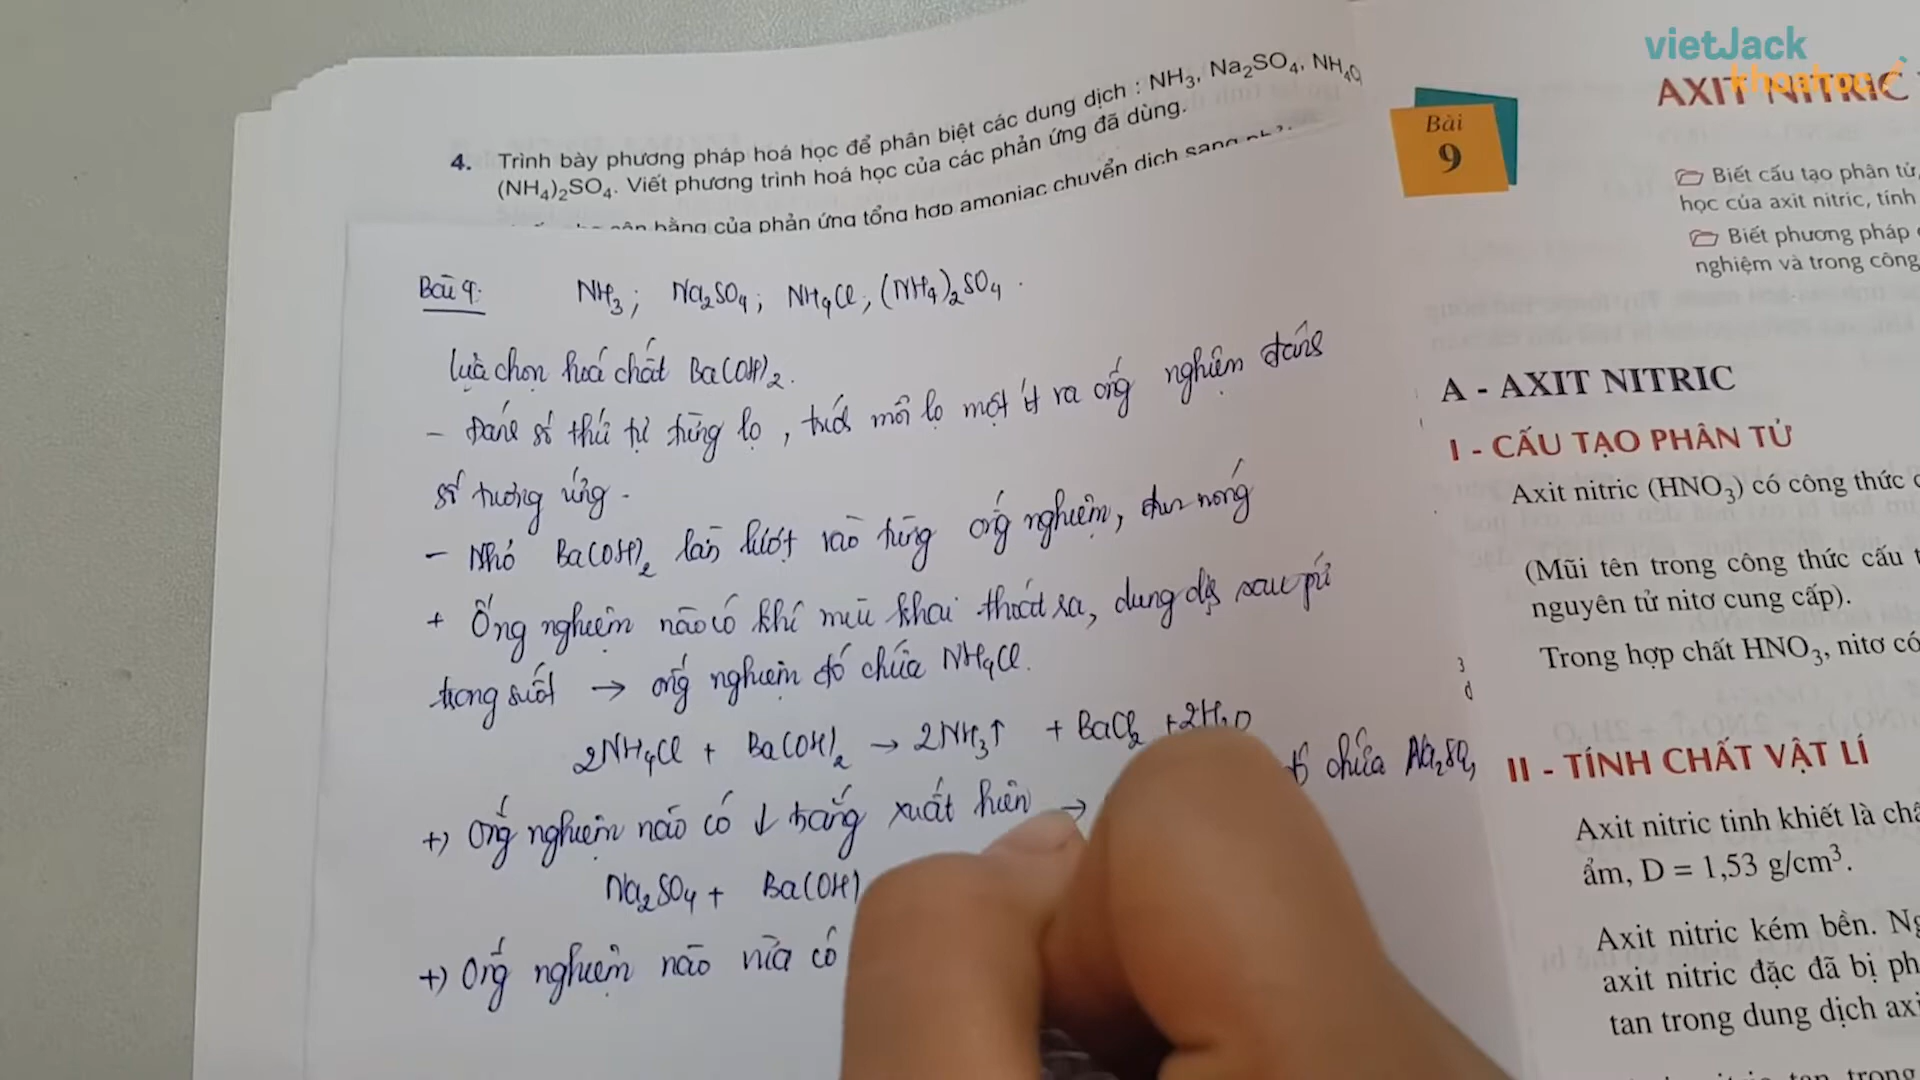 vietJack
khoahoc
4. Trình bày phương pháp hoá học để phân biệt các dung dịch : NH₃, Na₂SO₄, NH₄Cl
(NH₄)₂SO₄. Viết phương trình hoá học của các phản ứng đã dùng.
cân bằng của phản ứng tổng hợp amoniac chuyển dịch sang
Bài 4: NH₃; Na₂SO₄; NH₄Cl; (NH₄)₂SO₄.
lựa chọn hoá chất Ba(OH)₂.
- Đánh số thứ tự từng lọ, trích mỗi lọ một ít ra ống nghiệm đánh
số tương ứng.
- Nhỏ Ba(OH)₂ lần lượt vào từng ống nghiệm, đun nóng
+ Ống nghiệm nào có khí mùi khai thoát ra, dung dịch sau pứ
trong suốt → ống nghiệm đó chứa NH₄Cl.
2NH₄Cl + Ba(OH)₂ → 2NH₃↑ + BaCl₂ + 2H₂O
+) Ống nghiệm nào có ↓ trắng xuất hiện → đó chứa Na₂SO₄
Na₂SO₄ + Ba(OH)
+) Ống nghiệm nào vừa có
Bài
9
AXIT NITRIC
Biết cấu tạo phân tử,
học của axit nitric, tính
Biết phương pháp
nghiệm và trong công
A - AXIT NITRIC
I - CẤU TẠO PHÂN TỬ
Axit nitric (HNO₃) có công thức
(Mũi tên trong công thức cấu
nguyên tử nitơ cung cấp).
Trong hợp chất HNO₃, nitơ có
II - TÍNH CHẤT VẬT LÍ
Axit nitric tinh khiết là
ẩm, D = 1,53 g/cm³.
Axit nitric kém bền.
axit nitric đặc đã bị
tan trong dung dịch